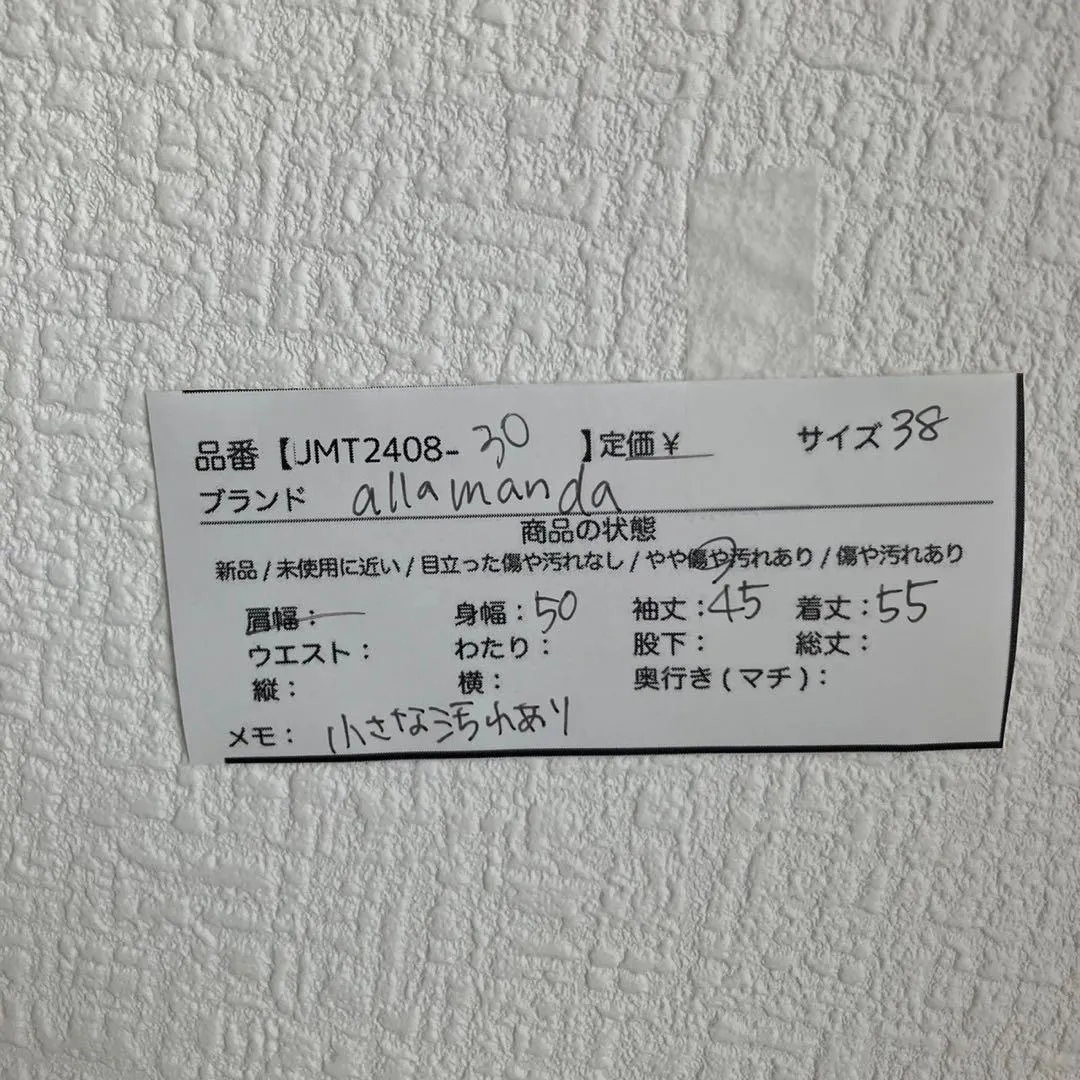 品番【UMT2408-30 】定価¥ サイズ 38
ブランド allamanda
商品の状態
新品/未使用に近い/目立った傷や汚れなし/やや傷や汚れあり/傷や汚れあり
肩幅:— 身幅:50 袖丈:45 着丈:55
ウエスト: わたり: 股下: 総丈:
縦: 横: 奥行き(マチ):
メモ: 小さな汚れあり